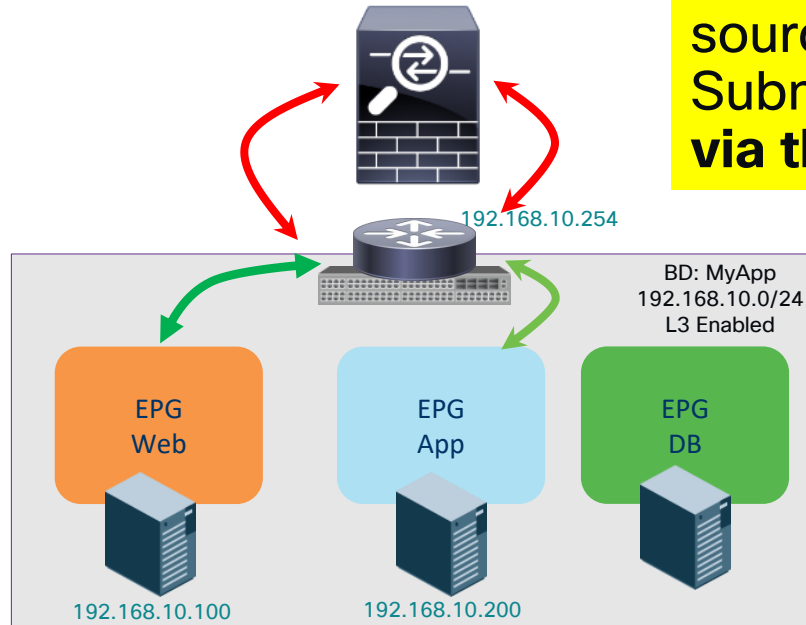 sourc
Subn
via th
192.168.10.254
BD: MyApp
192.168.10.0/24
L3 Enabled
EPG
Web
EPG
App
EPG
DB
192.168.10.100
192.168.10.200